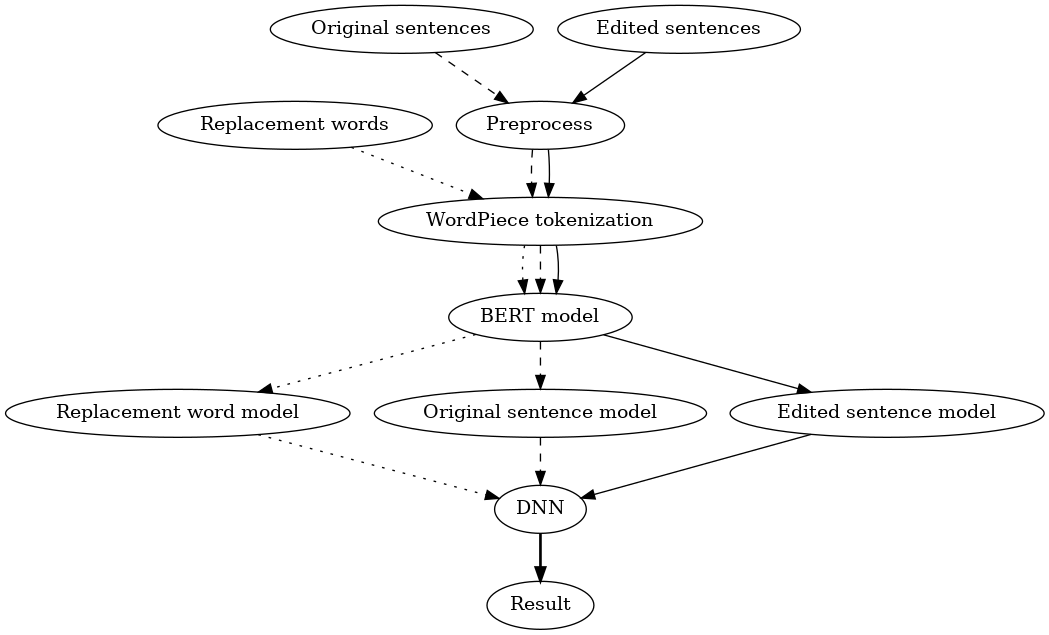 Original sentences
Edited sentences
Replacement words
Preprocess
WordPiece tokenization
BERT model
Replacement word model
Original sentence model
Edited sentence model
DNN
Result